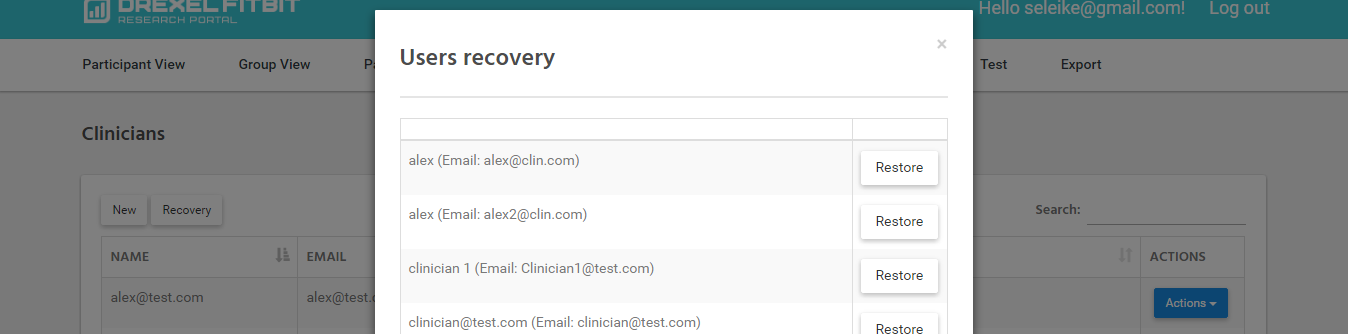 DREXEL FITBIT
RESEARCH PORTAL
Hello seleike@gmail.com! Log out
Participant View Group View Test Export
Users recovery ×
Clinicians
alex (Email: alex@clin.com) Restore
alex (Email: alex2@clin.com) Restore
clinician 1 (Email: Clinician1@test.com) Restore
clinician@test.com (Email: clinician@test.com) Restore
New Recovery Search:
NAME EMAIL ACTIONS
alex@test.com alex@test. Actions